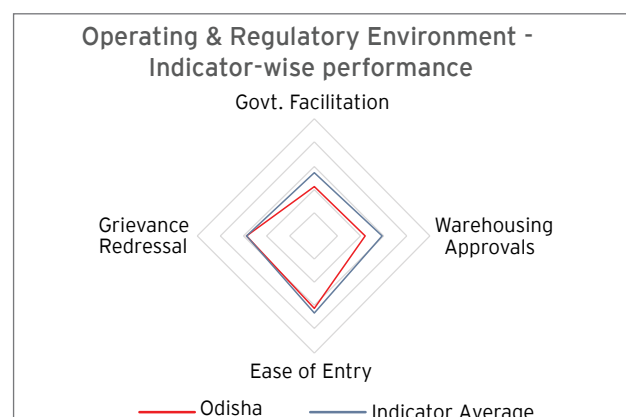 Operating & Regulatory Environment -
Indicator-wise performance
Govt. Facilitation
Grievance
Redressal
Warehousing
Approvals
Ease of Entry
Odisha
Indicator Average